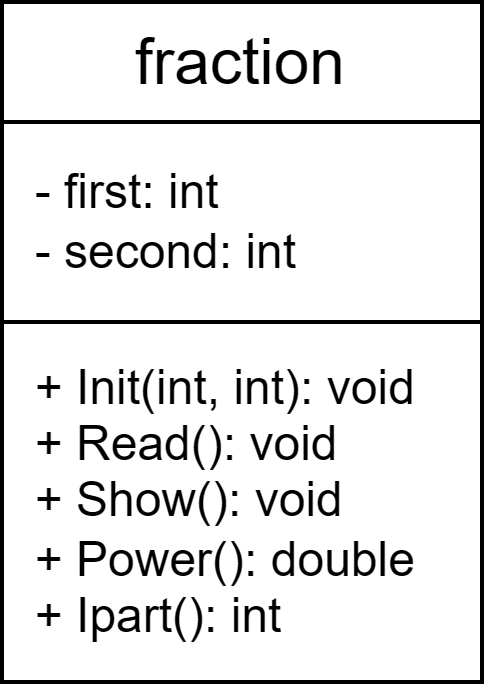 fraction
- first: int
- second: int
+ Init(int, int): void
+ Read(): void
+ Show(): void
+ Power(): double
+ Ipart(): int